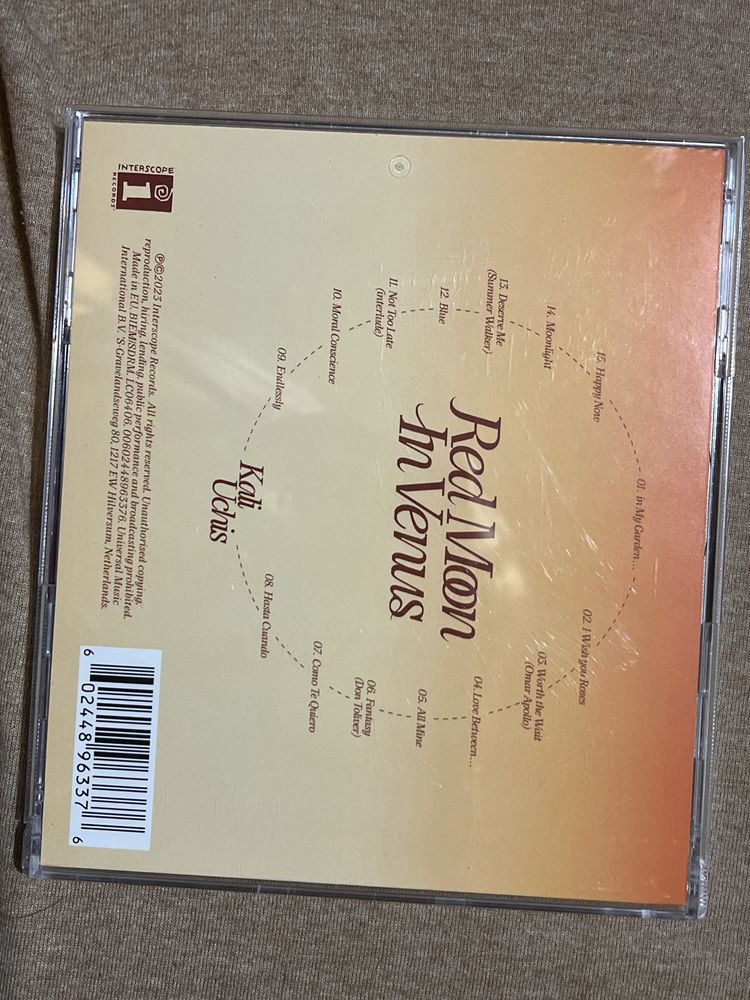 01. in My Garden...
02. I Wish you Roses
03. Worth the Wait
(Omar Apollo)
04. Love Between...
05. All Mine
06. Fantasy
(Don Toliver)
07. Como Te Quiero
08. Hasta Cuando
09. Endlessly
10. Moral Conscience
11. Not Too Late
(interlude)
12. Blue
13. Deserve Me
(Summer Walker)
14. Moonlight
15. Happy Now
Red Moon
In Venus
Kali
Uchis
INTERSCOPE
RECORDS
℗©2023 Interscope Records. All rights reserved. Unauthorised copying,
reproduction, hiring, lending, public performance and broadcasting prohibited.
Made in EU. BIEM/SDRM. LC06406. 00602448963376. Universal Music
International B.V. 'S-Gravelandseweg 80, 1217 EW Hilversum, Netherlands.
6 02448 96337 6